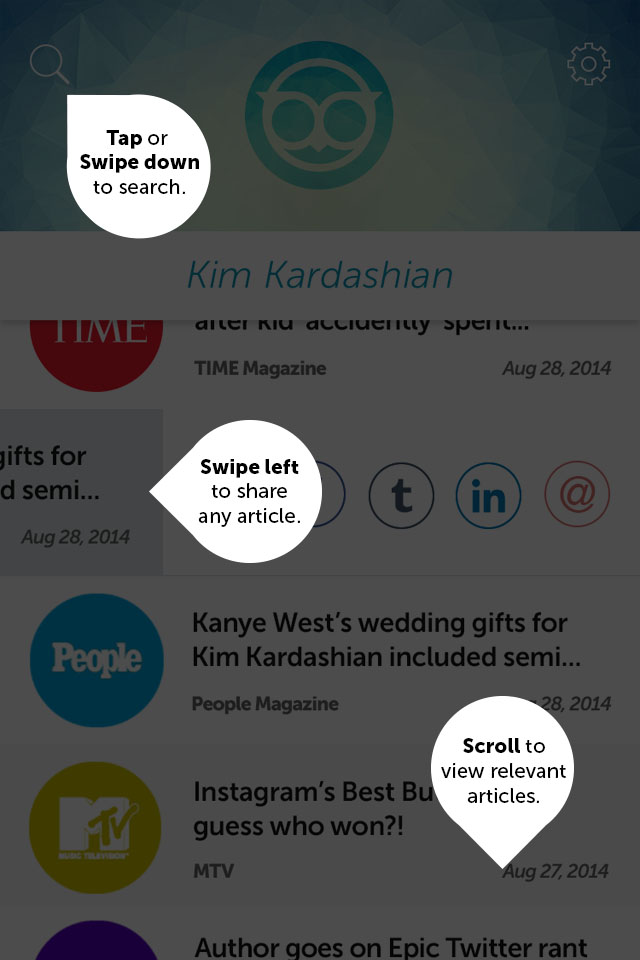 Tap or
Swipe down
to search.
Kim Kardashian
TIME
after kid 'accidently' spent...
TIME Magazine
Aug 28, 2014
gifts for
d semi...
Aug 28, 2014
Swipe left
to share
any article.
t
in
@
People
Kanye West’s wedding gifts for
Kim Kardashian included semi...
People Magazine
28, 2014
Scroll to
view relevant
articles.
MTV
MUSIC TELEVISION
Instagram’s Best Bu
guess who won?!
MTV
Aug 27, 2014
Author goes on Epic Twitter rant